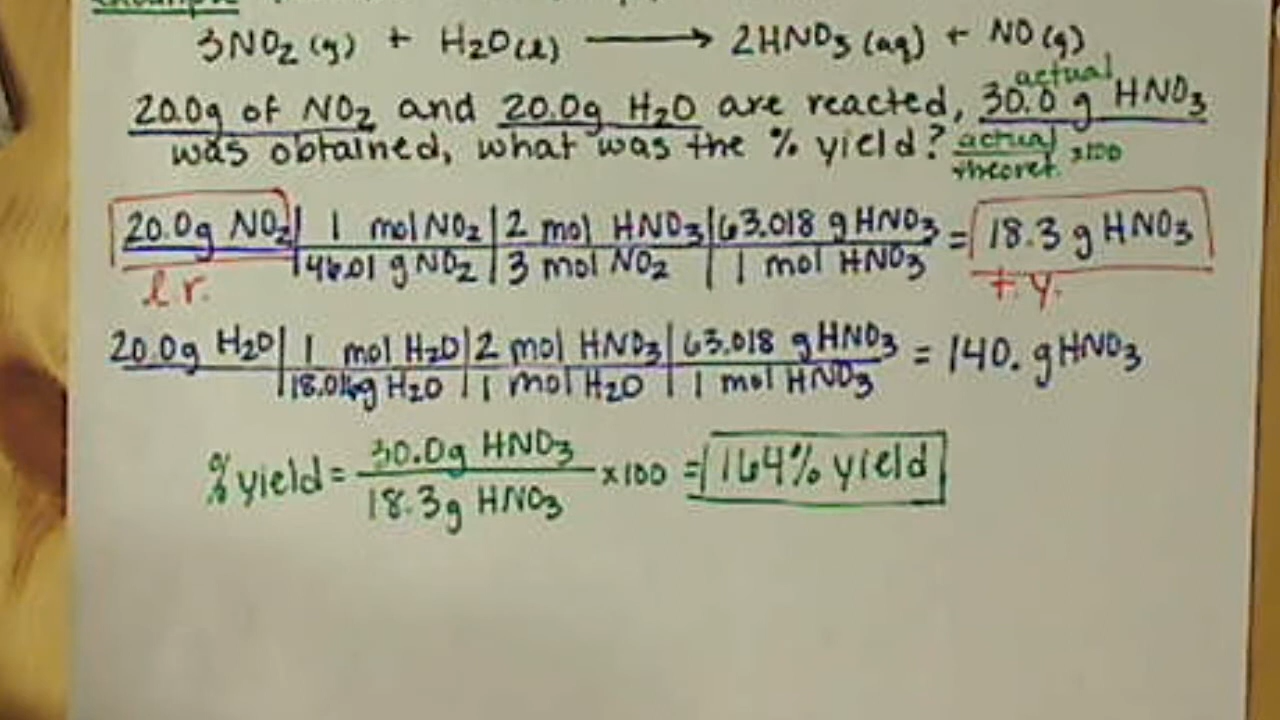 3NO₂(g) + H₂O(l) ⟶ 2HNO₃(aq) + NO(g)
actual
20.0g of NO₂ and 20.0g H₂O are reacted, 30.0 g HNO₃
was obtained, what was the % yield? actual/theoret. x100
20.0g NO₂ | 1 mol NO₂ | 2 mol HNO₃ | 63.018 g HNO₃ = 18.3 g HNO₃
46.01 g NO₂ | 3 mol NO₂ | 1 mol HNO₃
l.r. t.y.
20.0g H₂O | 1 mol H₂O | 2 mol HNO₃ | 63.018 g HNO₃ = 140. g HNO₃
18.016g H₂O | 1 mol H₂O | 1 mol HNO₃
% yield = 30.0g HNO₃ / 18.3g HNO₃ x100 = 164% yield